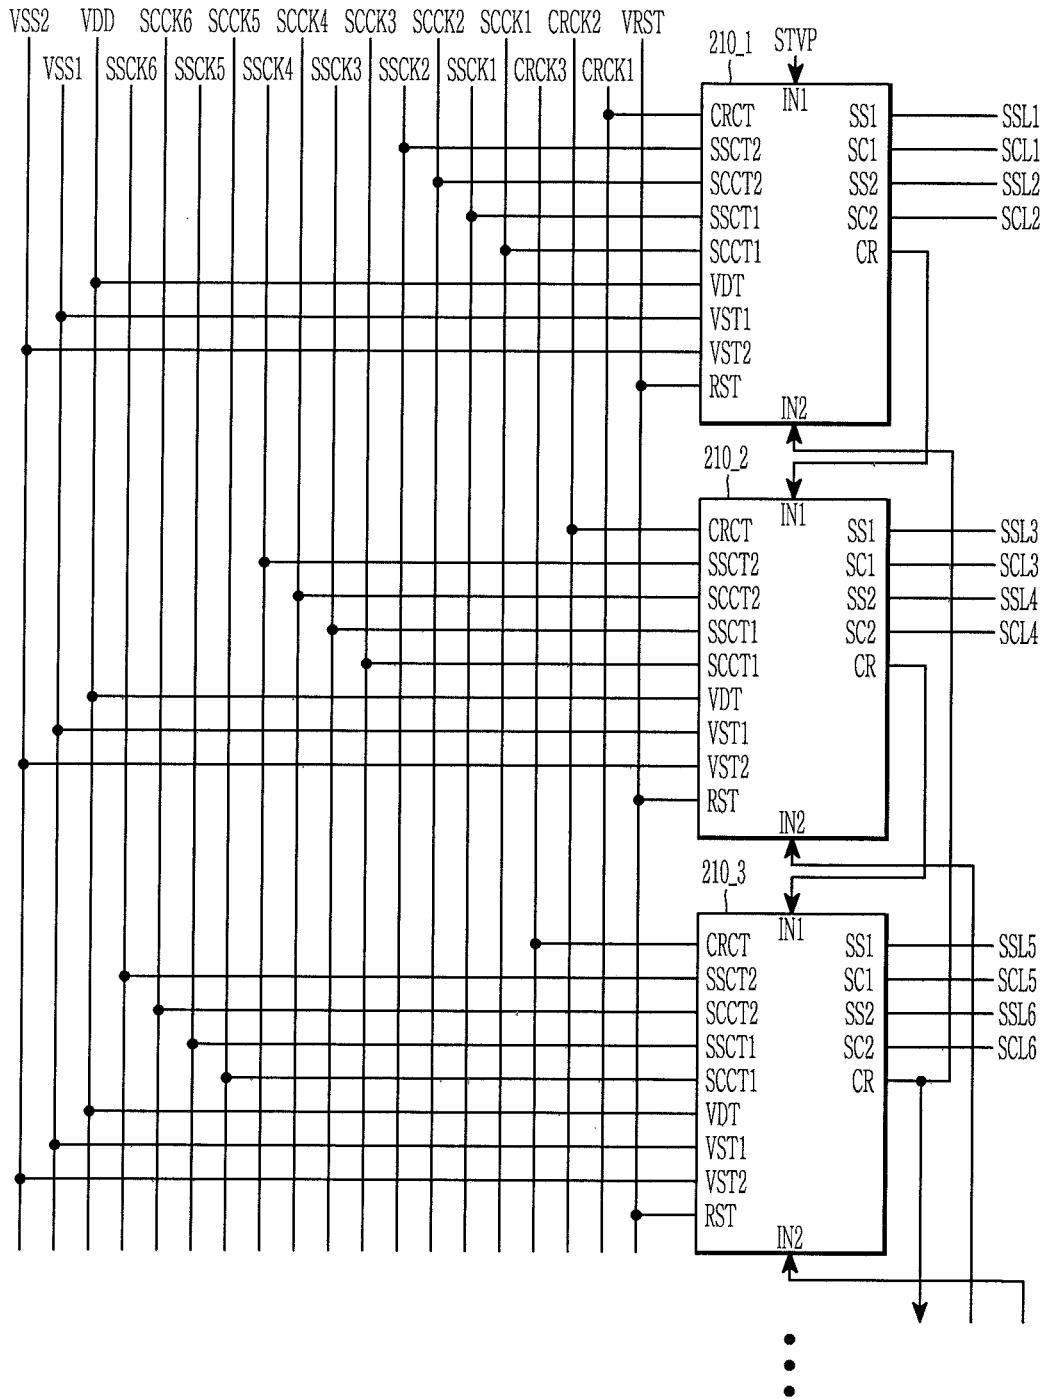 VSS2 VDD SCCK6 SCCK5 SCCK4 SCCK3 SCCK2 SCCK1 CRCK2 VRST
VSS1 SSCK6 SSCK5 SSCK4 SSCK3 SSCK2 SSCK1 CRCK3 CRCK1
210_1 STVP
IN1
CRCT SS1 SSL1
SSCT2 SC1 SCL1
SCCT2 SS2 SSL2
SSCT1 SC2 SCL2
SCCT1 CR
VDT
VST1
VST2
RST
IN2
210_2
IN1
CRCT SS1 SSL3
SSCT2 SC1 SCL3
SCCT2 SS2 SSL4
SSCT1 SC2 SCL4
SCCT1 CR
VDT
VST1
VST2
RST
IN2
210_3
IN1
CRCT SS1 SSL5
SSCT2 SC1 SCL5
SCCT2 SS2 SSL6
SSCT1 SC2 SCL6
SCCT1 CR
VDT
VST1
VST2
RST
IN2